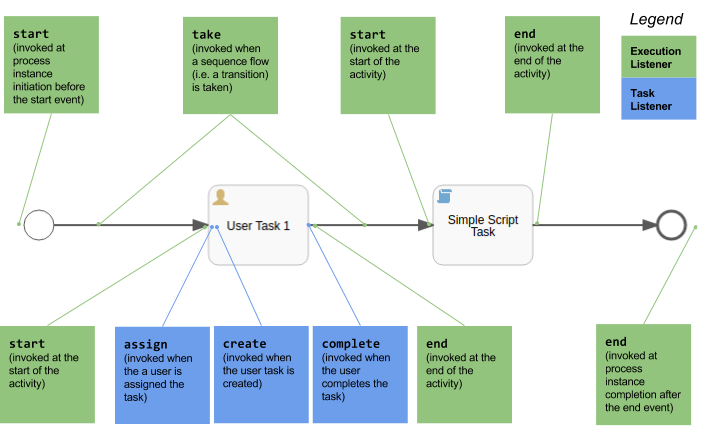 Legend
Execution
Listener
Task
Listener
start
(invoked at
process
instance
initiation before
the start event)
take
(invoked when
a sequence flow
(i.e. a transition)
is taken)
start
(invoked at the
start of the
activity)
end
(invoked at the
end of the
activity)
User Task 1
Simple Script
Task
start
(invoked at the
start of the
activity)
assign
(invoked when
the a user is
assigned the
task)
create
(invoked when
the user task is
created)
complete
(invoked when
the user
completes the
task)
end
(invoked at the
end of the
activity)
end
(invoked at
process
instance
completion after
the end event)